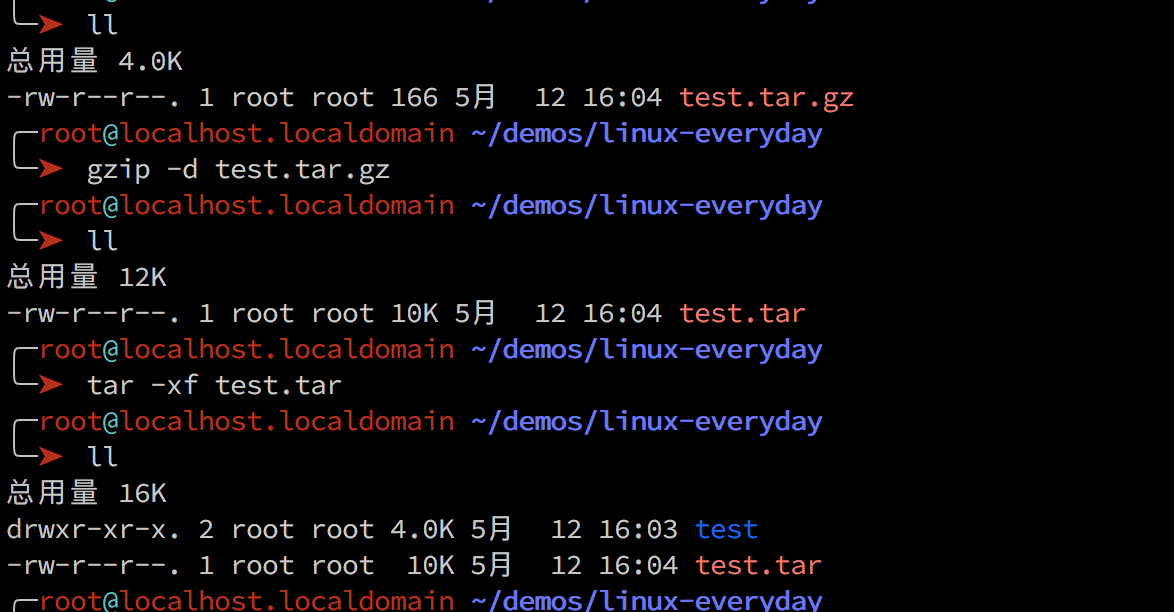 ll
总用量 4.0K
-rw-r--r--. 1 root root 166 5月  12 16:04 test.tar.gz
root@localhost.localdomain ~/demos/linux-everyday
gzip -d test.tar.gz
root@localhost.localdomain ~/demos/linux-everyday
ll
总用量 12K
-rw-r--r--. 1 root root 10K 5月  12 16:04 test.tar
root@localhost.localdomain ~/demos/linux-everyday
tar -xf test.tar
root@localhost.localdomain ~/demos/linux-everyday
ll
总用量 16K
drwxr-xr-x. 2 root root 4.0K 5月  12 16:03 test
-rw-r--r--. 1 root root  10K 5月  12 16:04 test.tar
root@localhost.localdomain ~/demos/linux-everyday